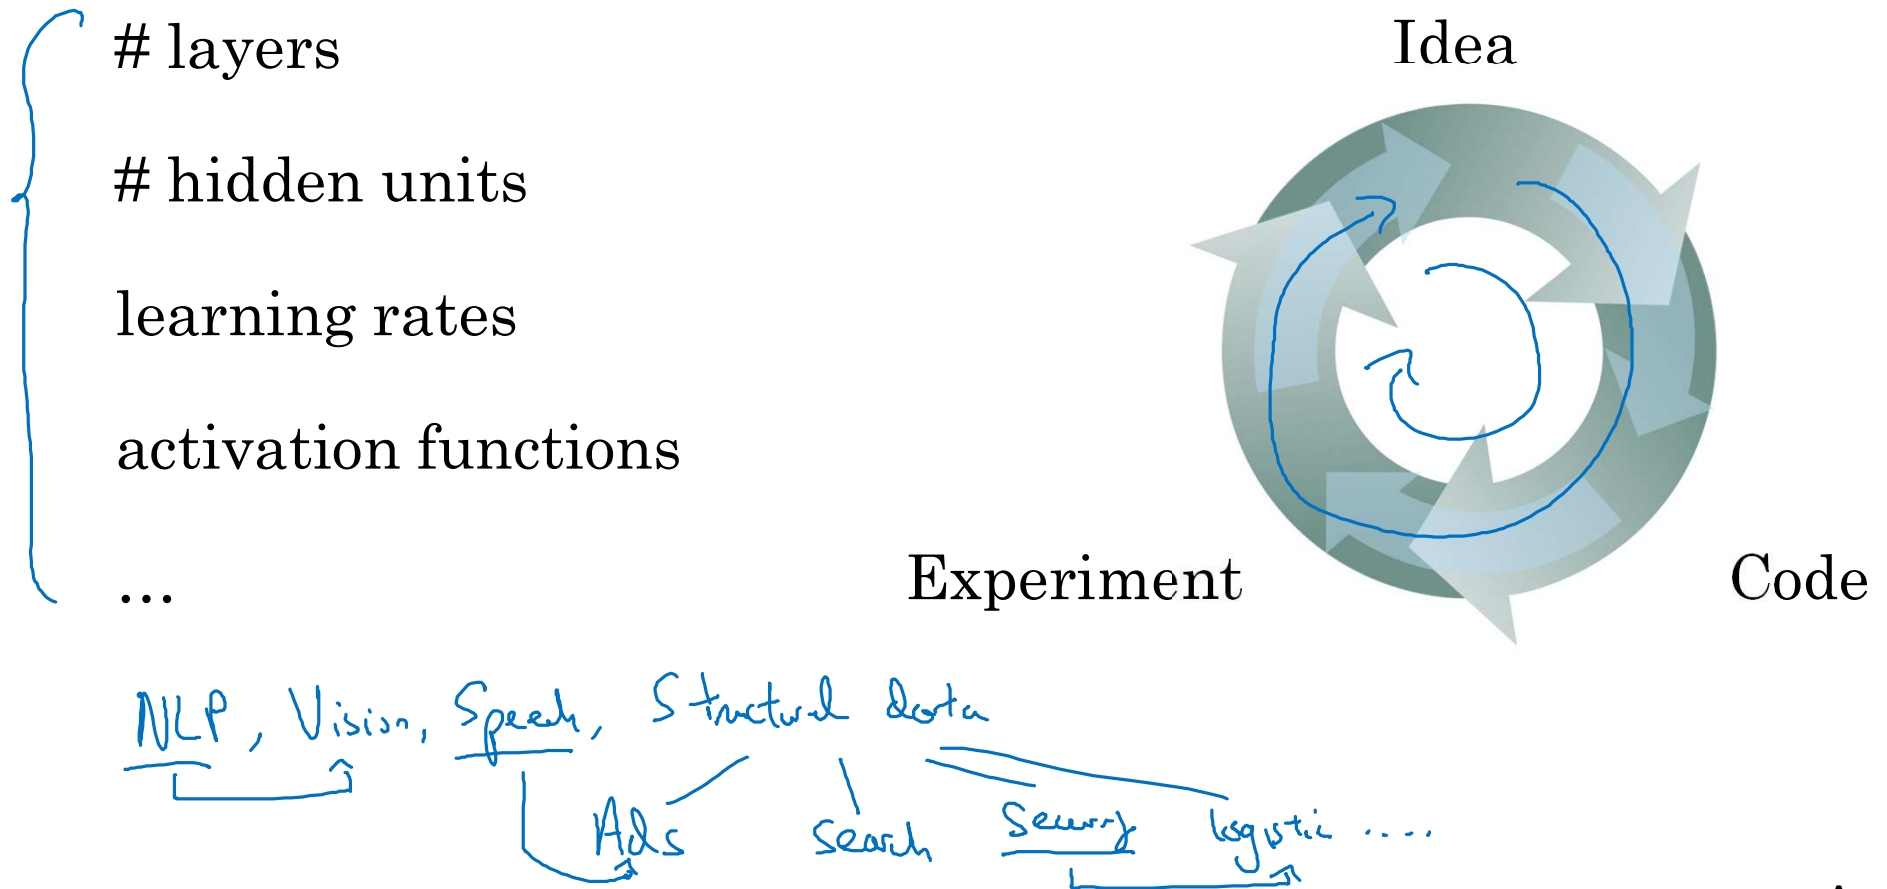 # layers
# hidden units
learning rates
activation functions
...
Idea
Experiment
Code
NLP, Vision, Speech, Structural data
Ads search Security logistic ....